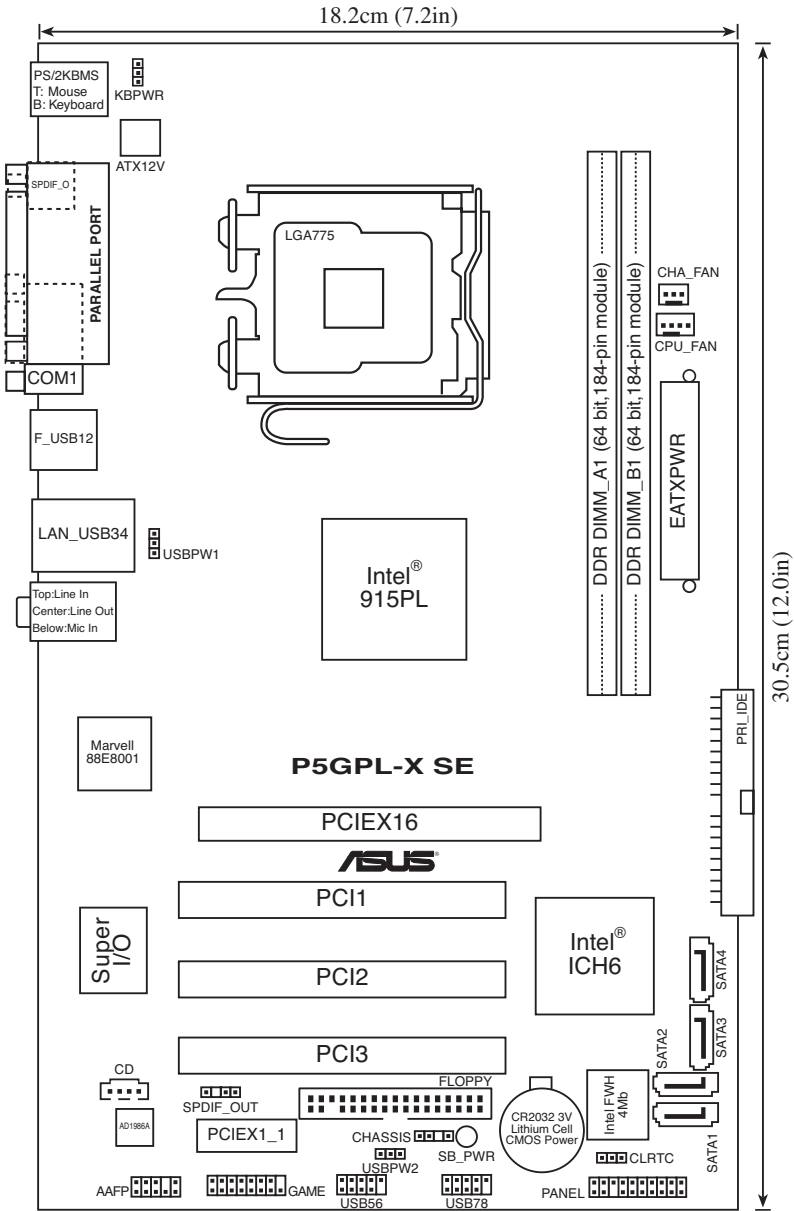 18.2cm (7.2in)
PS/2KBMS
T: Mouse
B: Keyboard
KBPWR
ATX12V
SPDIF_O
PARALLEL PORT
LGA775
CHA_FAN
CPU_FAN
DDR DIMM_A1 (64 bit,184-pin module)
DDR DIMM_B1 (64 bit,184-pin module)
EATXPWR
COM1
F_USB12
LAN_USB34
USBPW1
Top:Line In
Center:Line Out
Below:Mic In
Intel®
915PL
30.5cm (12.0in)
PRI_IDE
Marvell
88E8001
P5GPL-X SE
PCIEX16
ASUS®
PCI1
Super
I/O
Intel®
ICH6
PCI2
SATA4
SATA3
PCI3
SATA2
CD
FLOPPY
SPDIF_OUT
AD1986A
PCIEX1_1
CHASSIS
SB_PWR
CR2032 3V
Lithium Cell
CMOS Power
Intel FWH
4Mb
SATA1
USBPW2
CLRTC
AAFP
GAME
USB56
USB78
PANEL